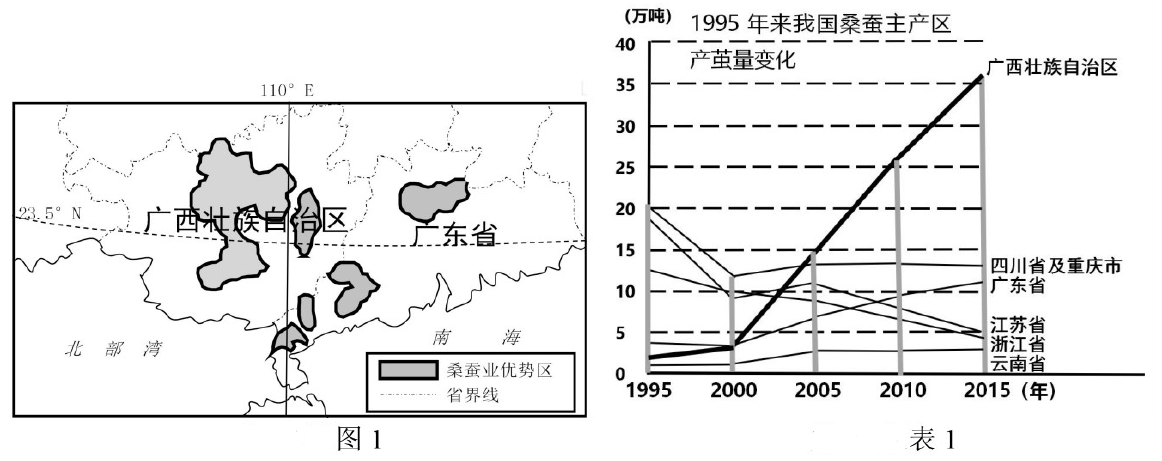 110° E
23.5° N
广西壮族自治区
广东省
北部湾
南海
桑蚕业优势区
省界线
图1
(万吨)
1995年来我国桑蚕主产区
产茧量变化
40
35
30
25
20
15
10
5
0
广西壮族自治区
四川省及重庆市
广东省
江苏省
浙江省
云南省
1995 2000 2005 2010 2015 (年)
表1